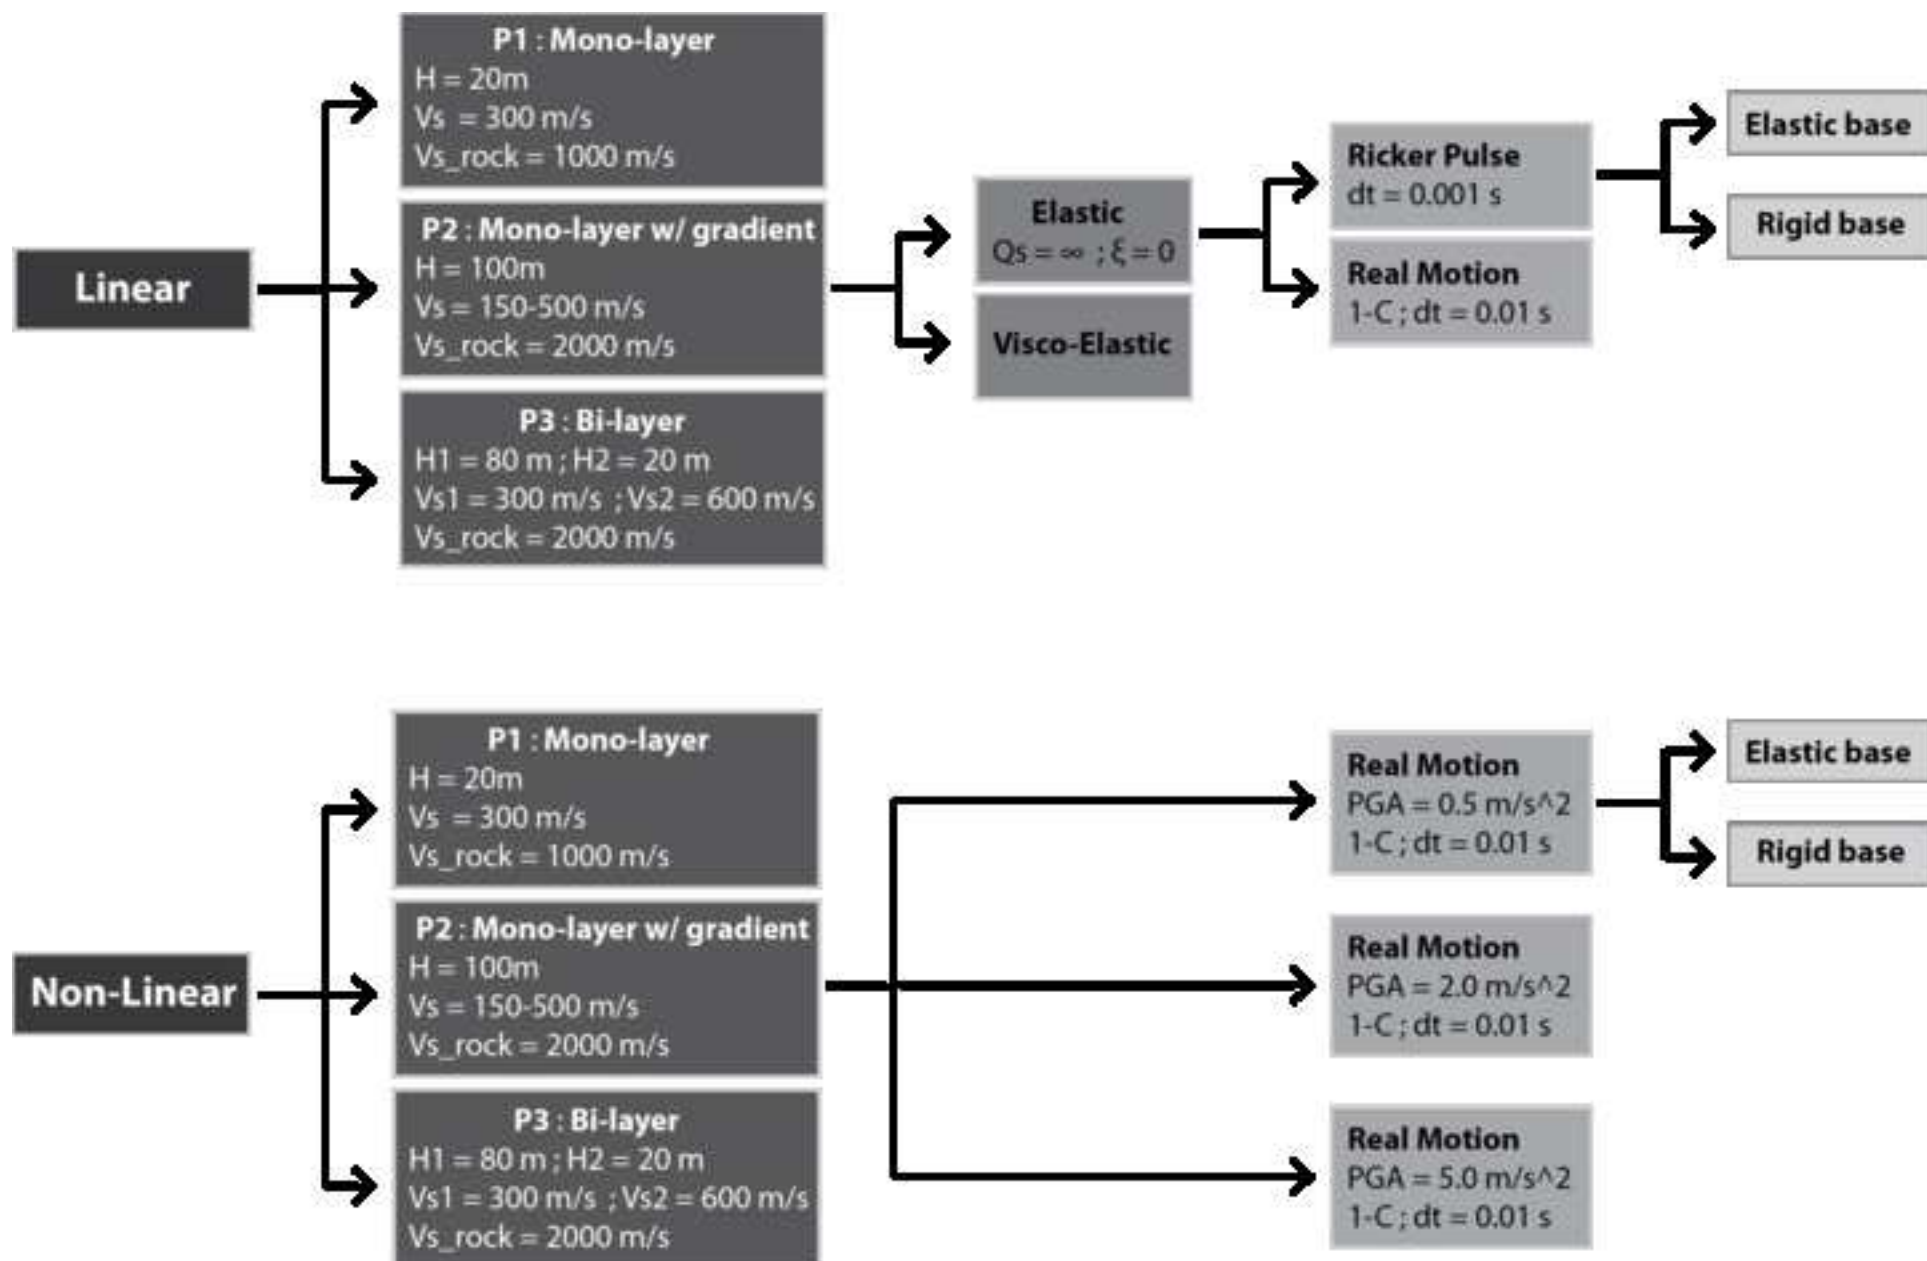 Linear
P1 : Mono-layer
H = 20m
Vs = 300 m/s
Vs_rock = 1000 m/s
P2 : Mono-layer w/ gradient
H = 100m
Vs = 150-500 m/s
Vs_rock = 2000 m/s
P3 : Bi-layer
H1 = 80 m ; H2 = 20 m
Vs1 = 300 m/s ; Vs2 = 600 m/s
Vs_rock = 2000 m/s
Elastic
Qs = ∞ ; ξ = 0
Visco-Elastic
Ricker Pulse
dt = 0.001 s
Real Motion
1-C ; dt = 0.01 s
Elastic base
Rigid base
Non-Linear
P1 : Mono-layer
H = 20m
Vs = 300 m/s
Vs_rock = 1000 m/s
P2 : Mono-layer w/ gradient
H = 100m
Vs = 150-500 m/s
Vs_rock = 2000 m/s
P3 : Bi-layer
H1 = 80 m ; H2 = 20 m
Vs1 = 300 m/s ; Vs2 = 600 m/s
Vs_rock = 2000 m/s
Real Motion
PGA = 0.5 m/s^2
1-C ; dt = 0.01 s
Real Motion
PGA = 2.0 m/s^2
1-C ; dt = 0.01 s
Real Motion
PGA = 5.0 m/s^2
1-C ; dt = 0.01 s
Elastic base
Rigid base